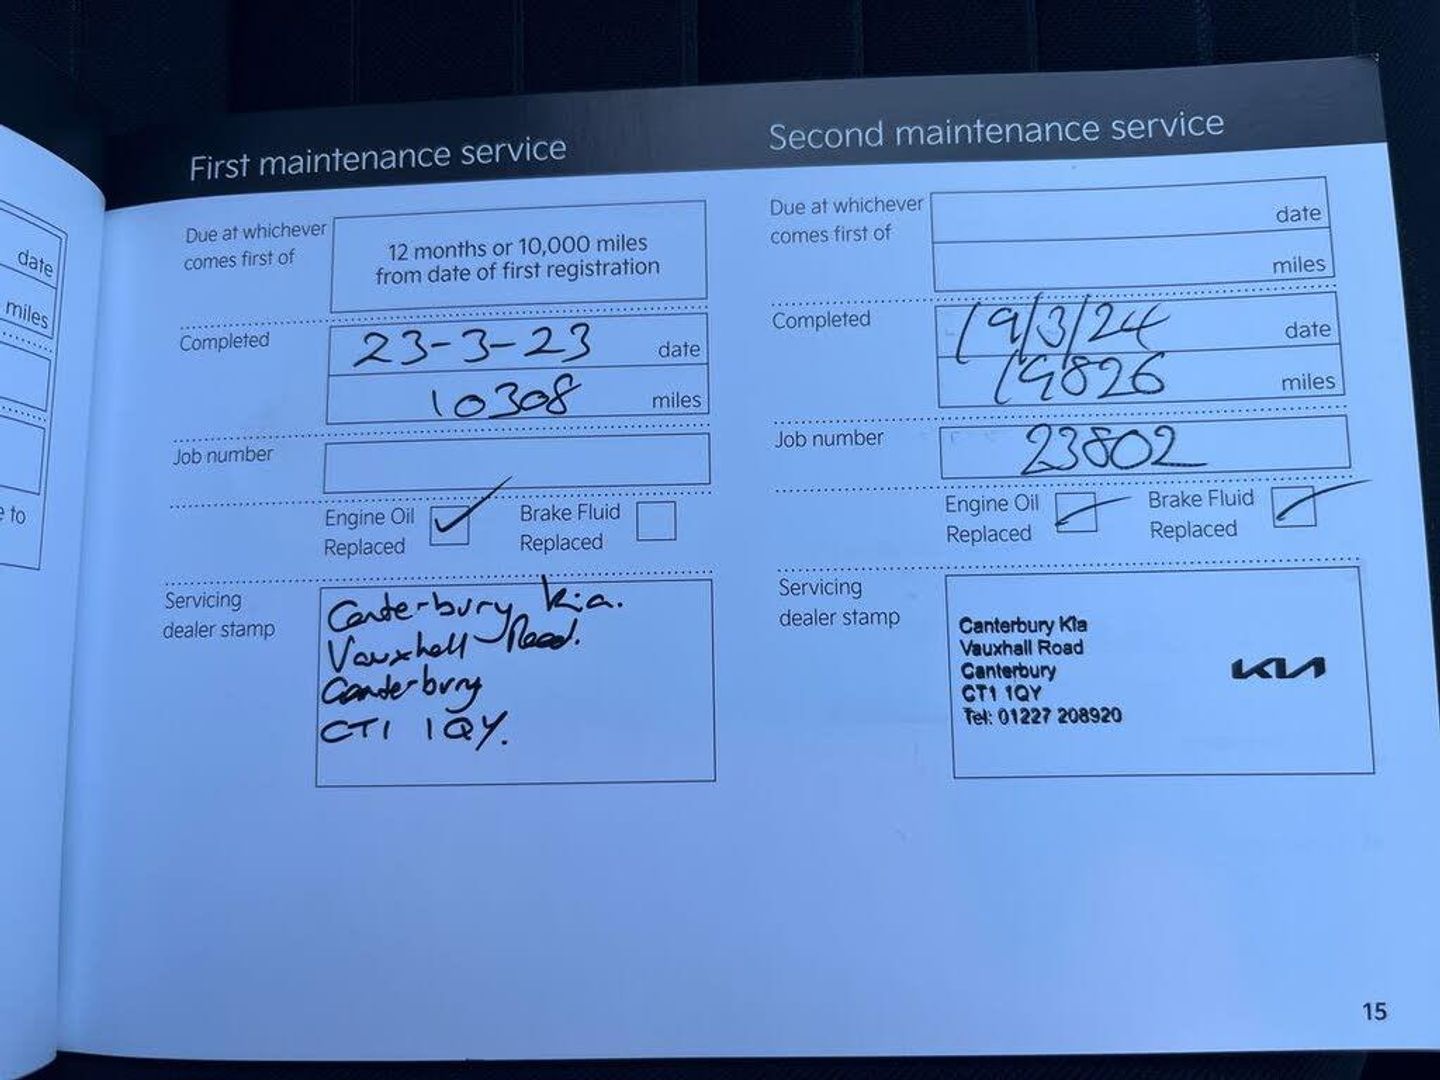 date
miles
e to
First maintenance service
Due at whichever
comes first of
12 months or 10,000 miles
from date of first registration
Completed
23-3-23 date
10308 miles
Job number
Engine Oil
Replaced
Brake Fluid
Replaced
Servicing
dealer stamp
Canterbury Kia.
Vauxhall Road.
Canterbury
CT1 1QY.
Second maintenance service
Due at whichever
comes first of
date
miles
Completed
19/3/24 date
19826 miles
Job number
23802
Engine Oil
Replaced
Brake Fluid
Replaced
Servicing
dealer stamp
Canterbury Kia
Vauxhall Road
Canterbury
CT1 1QY
Tel: 01227 208920
KIA
15